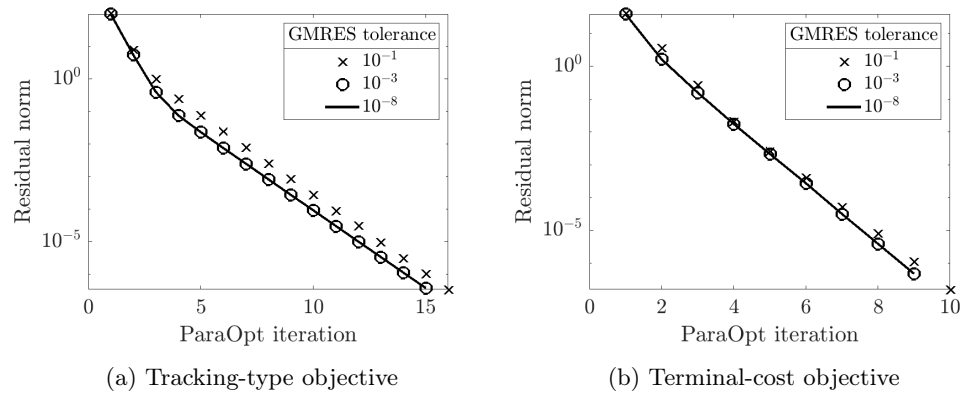 GMRES tolerance
10^{-1}
10^{-3}
10^{-8}
10^0
10^{-5}
Residual norm
0 5 10 15
ParaOpt iteration
(a) Tracking-type objective
GMRES tolerance
10^{-1}
10^{-3}
10^{-8}
10^0
10^{-5}
Residual norm
0 2 4 6 8 10
ParaOpt iteration
(b) Terminal-cost objective